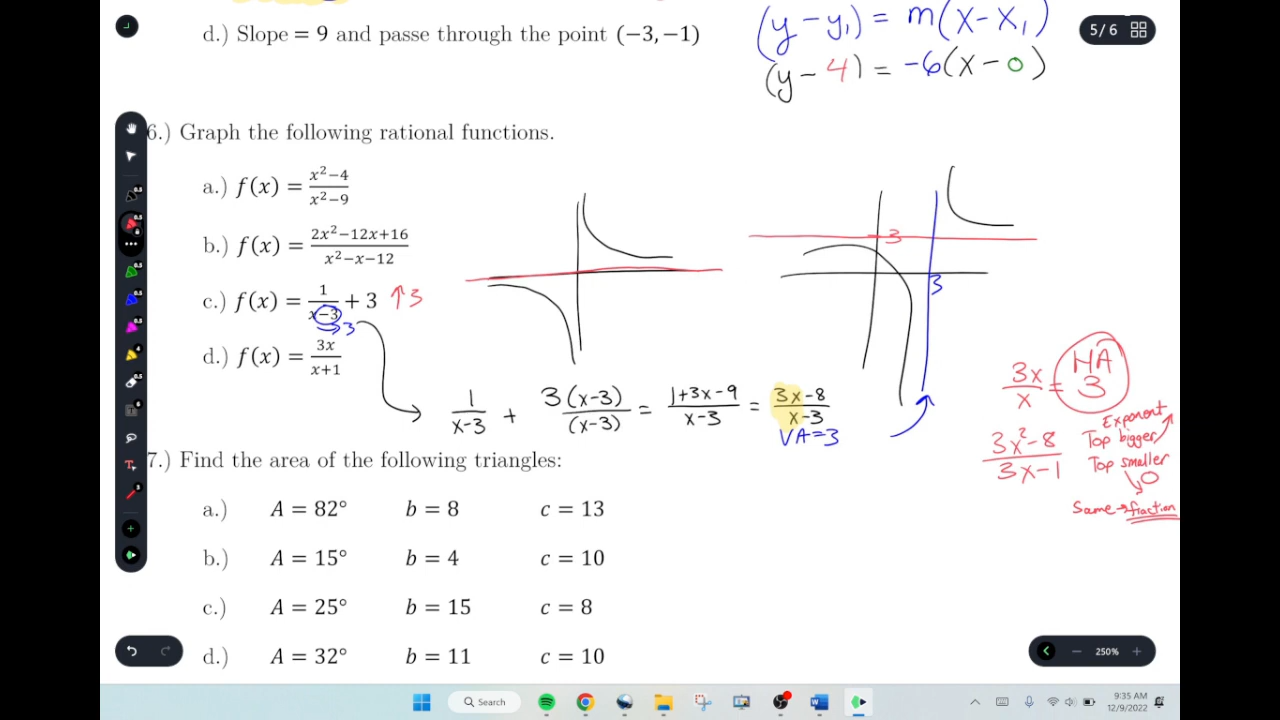 d.) Slope = 9 and passe through the point (−3, −1)
(y − y₁) = m(x − x₁)
(y − 4) = −6(x − 0)
5/6
6.) Graph the following rational functions.
a.) f(x) = (x²−4)/(x²−9)
b.) f(x) = (2x²−12x+16)/(x²−x−12)
c.) f(x) = 1/(x−3) + 3 ↑3
→3
d.) f(x) = 3x/(x+1)
3
3
1/(x−3) + 3(x−3)/(x−3) = (1+3x−9)/(x−3) = (3x−8)/(x−3)
VA=3
3x/x = HA 3
(3x²−8)/(3x−1)
Exponent
Top bigger ↗
Top smaller
↘0
Same → fraction
7.) Find the area of the following triangles:
a.) A = 82° b = 8 c = 13
b.) A = 15° b = 4 c = 10
c.) A = 25° b = 15 c = 8
d.) A = 32° b = 11 c = 10
250%
Search
9:35 AM
12/9/2022